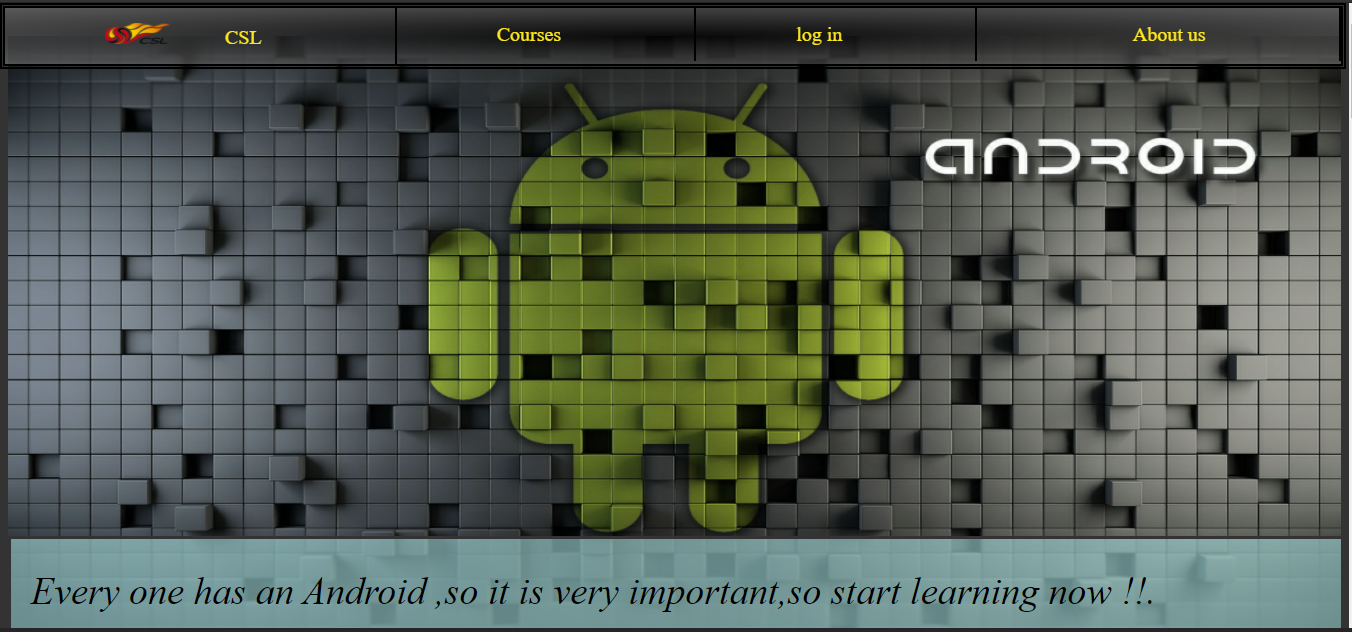 CSL CSL Courses log in About us
ANDROID
Every one has an Android ,so it is very important,so start learning now !!.